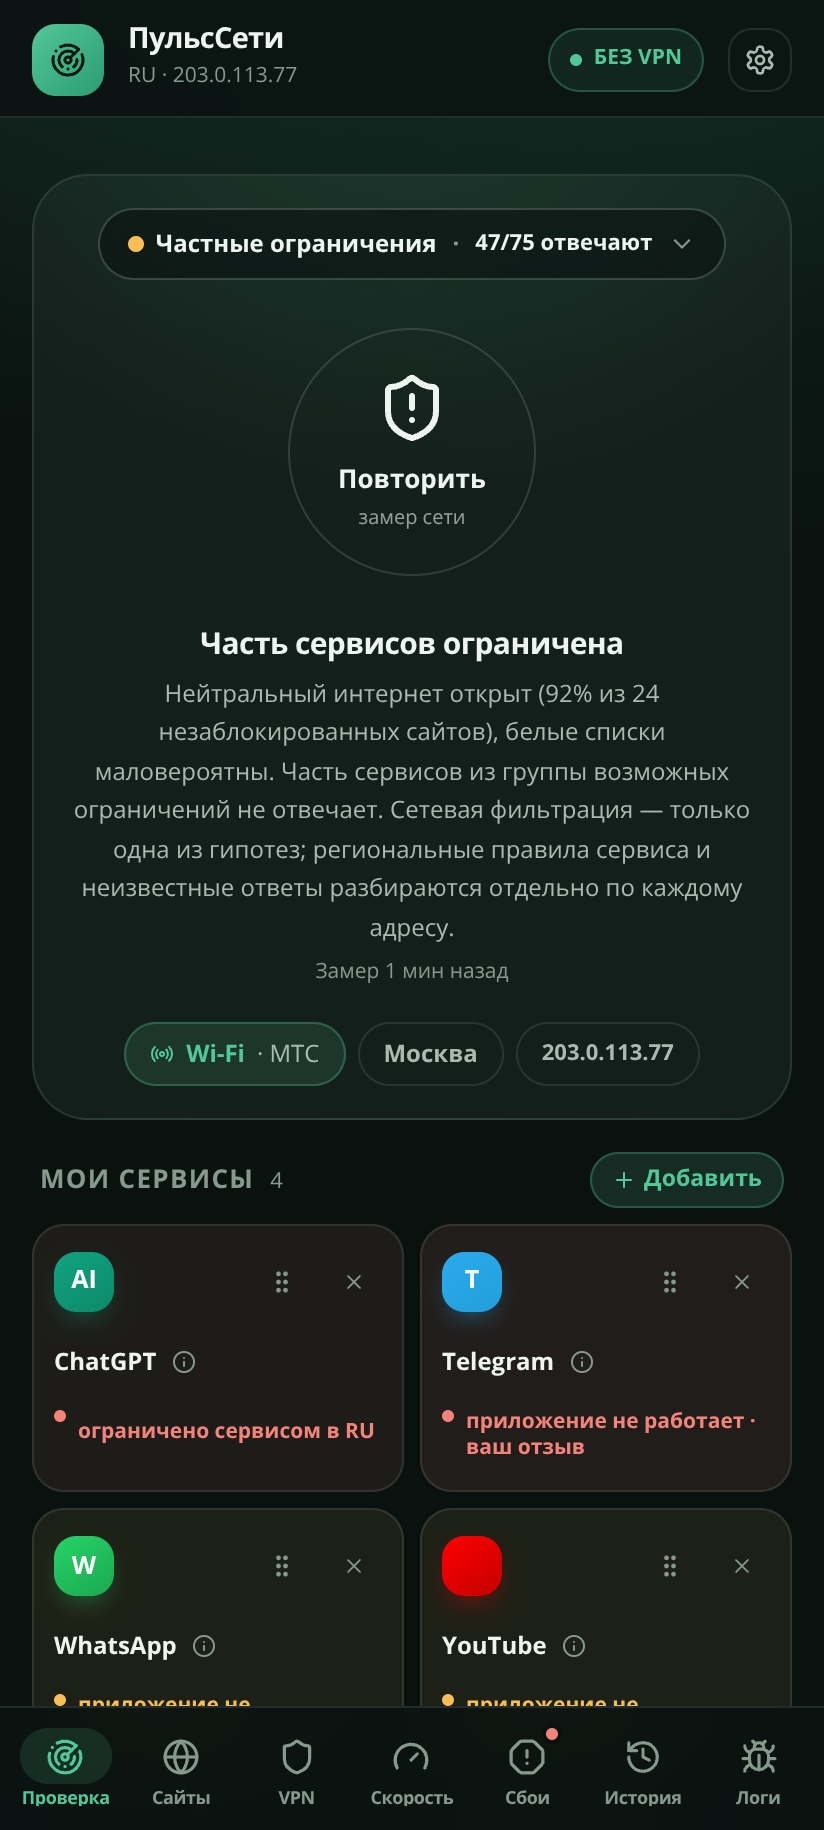 ПульсСети
RU · 203.0.113.77
БЕЗ VPN
Частные ограничения · 47/75 отвечают
Повторить
замер сети
Часть сервисов ограничена
Нейтральный интернет открыт (92% из 24
незаблокированных сайтов), белые списки
маловероятны. Часть сервисов из группы возможных
ограничений не отвечает. Сетевая фильтрация — только
одна из гипотез; региональные правила сервиса и
неизвестные ответы разбираются отдельно по каждому
адресу.
Замер 1 мин назад
Wi-Fi · МТС
Москва
203.0.113.77
МОИ СЕРВИСЫ 4
+ Добавить
AI
ChatGPT
ограничено сервисом в RU
T
Telegram
приложение не работает ·
ваш отзыв
W
WhatsApp
приложение не
YouTube
приложение не
Проверка
Сайты
VPN
Скорость
Сбои
История
Логи